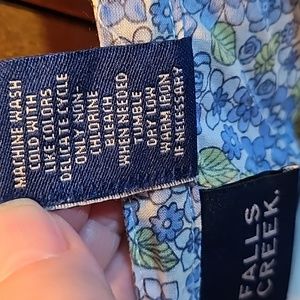 MACHINE WASH
COLD WITH
LIKE COLORS
DELICATE CYCLE
ONLY NON-
CHLORINE
BLEACH
WHEN NEEDED
TUMBLE
DRY LOW
WARM IRON
IF NECESSARY
FALLS
CREEK.